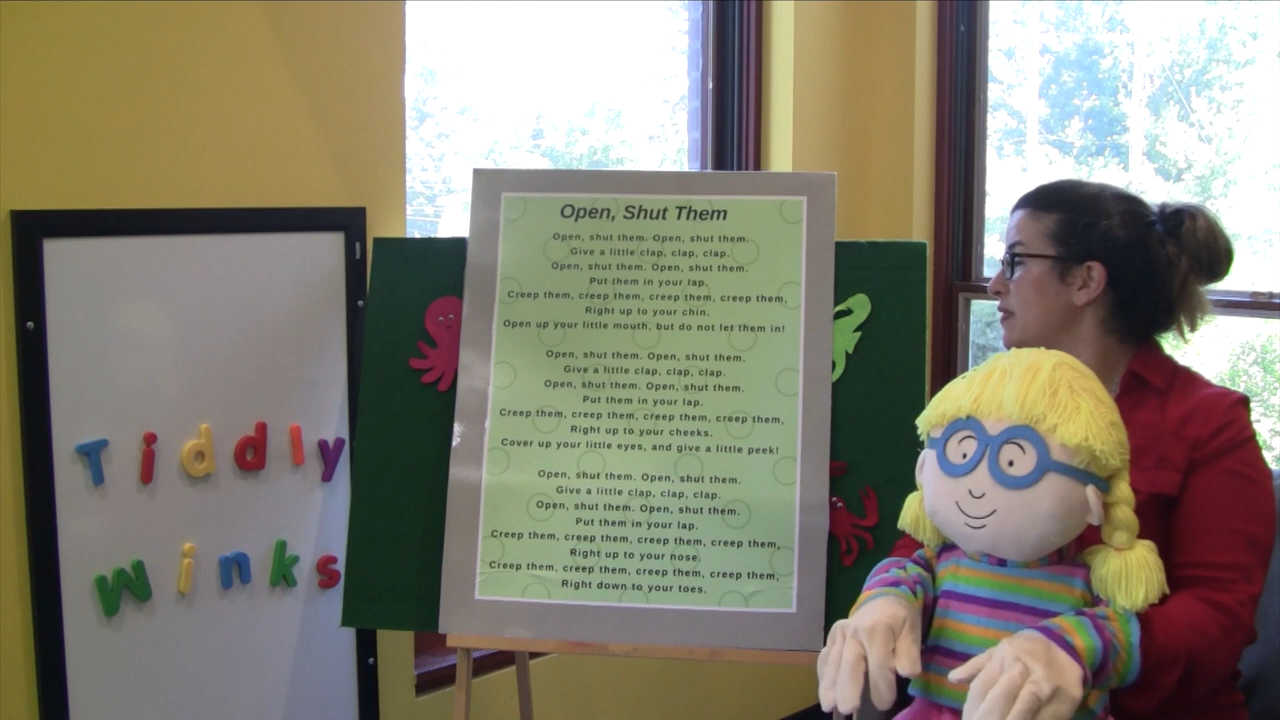 Tiddly
winks
Open, Shut Them
Open, shut them. Open, shut them.
Give a little clap, clap, clap.
Open, shut them. Open, shut them.
Put them in your lap.
Creep them, creep them, creep them, creep them,
Right up to your chin.
Open up your little mouth, but do not let them in!
Open, shut them. Open, shut them.
Give a little clap, clap, clap.
Open, shut them. Open, shut them.
Put them in your lap.
Creep them, creep them, creep them, creep them,
Right up to your cheeks.
Cover up your little eyes, and give a little peek!
Open, shut them. Open, shut them.
Give a little clap, clap, clap.
Open, shut them. Open, shut them.
Put them in your lap.
Creep them, creep them, creep them, creep them,
Right up to your nose.
Creep them, creep them, creep them, creep them,
Right down to your toes.